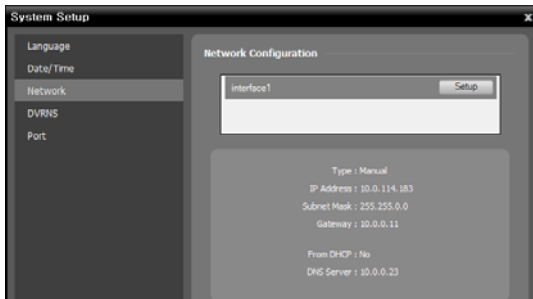 System Setup
x
Language
Date/Time
Network
DVRNS
Port
Network Configuration
interface1
Setup
Type : Manual
IP Address : 10.0.114.183
Subnet Mask : 255.255.0.0
Gateway : 10.0.0.11
From DHCP : No
DNS Server : 10.0.0.23